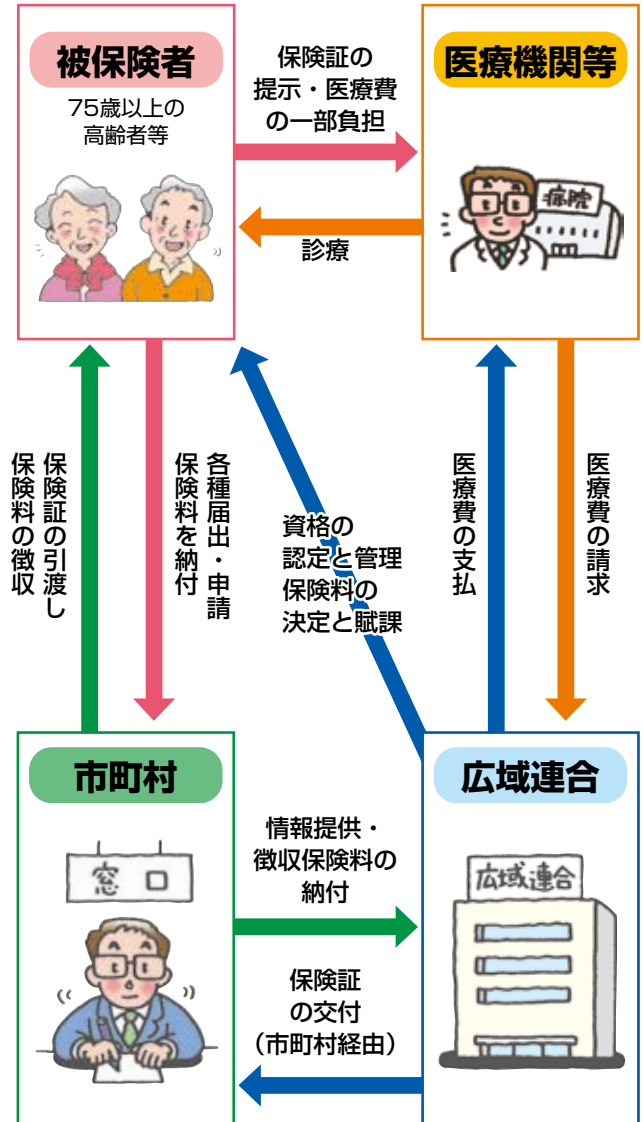 被保険者
75歳以上の
高齢者等
保険証の
提示・医療費
の一部負担
医療機関等
病院
診療
保険証の引渡し
保険料の徴収
各種届出・申請
保険料を納付
資格の
認定と管理
保険料の
決定と賦課
医療費の支払
医療費の請求
市町村
窓口
情報提供・
徴収保険料の
納付
保険証
の交付
(市町村経由)
広域連合
広域連合